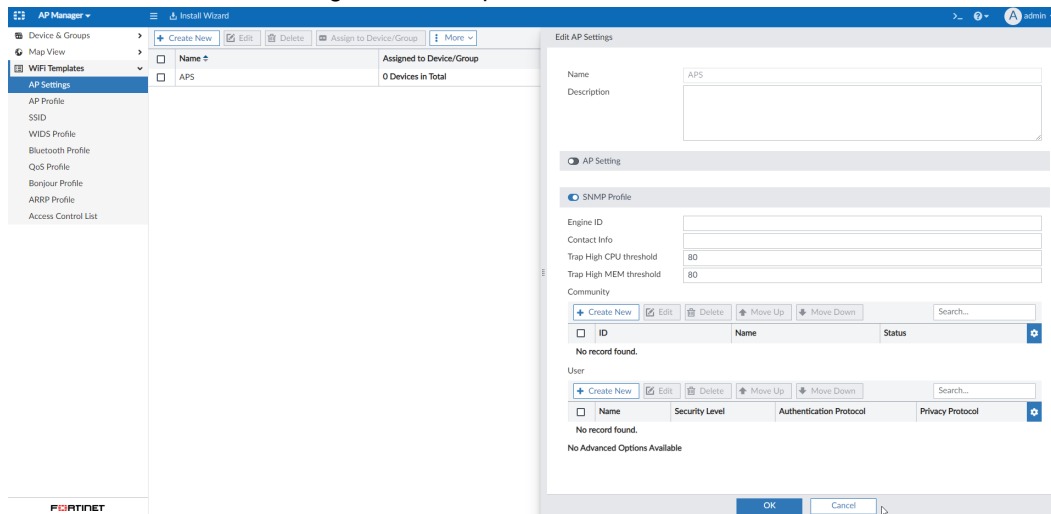 AP Manager
Install Wizard
>_
?
A admin
Device & Groups
Map View
WiFi Templates
AP Settings
AP Profile
SSID
WIDS Profile
Bluetooth Profile
QoS Profile
Bonjour Profile
ARRP Profile
Access Control List
FORTINET
+ Create New Edit Delete Assign to Device/Group More
Name Assigned to Device/Group
APS 0 Devices in Total
Edit AP Settings
Name APS
Description
AP Setting
SNMP Profile
Engine ID
Contact Info
Trap High CPU threshold 80
Trap High MEM threshold 80
Community
+ Create New Edit Delete Move Up Move Down Search...
ID Name Status
No record found.
User
+ Create New Edit Delete Move Up Move Down Search...
Name Security Level Authentication Protocol Privacy Protocol
No record found.
No Advanced Options Available
OK Cancel